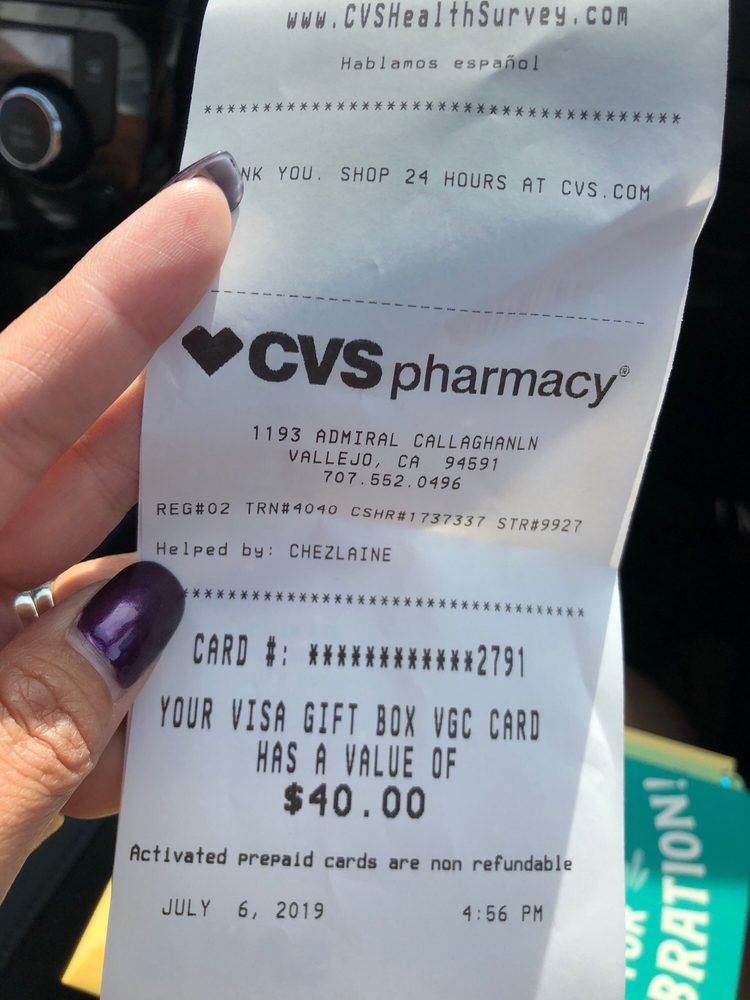 www.CVSHealthSurvey.com
Hablamos español
***********************************
NK YOU. SHOP 24 HOURS AT CVS.COM
CVS pharmacy®
1193 ADMIRAL CALLAGHANLN
VALLEJO, CA 94591
707.552.0496
REG#02 TRN#4040 CSHR#1737337 STR#9927
Helped by: CHEZLAINE
***********************************
CARD #: ************2791
YOUR VISA GIFT BOX VGC CARD
HAS A VALUE OF
$40.00
Activated prepaid cards are non refundable
JULY 6, 2019 4:56 PM
BRATION!